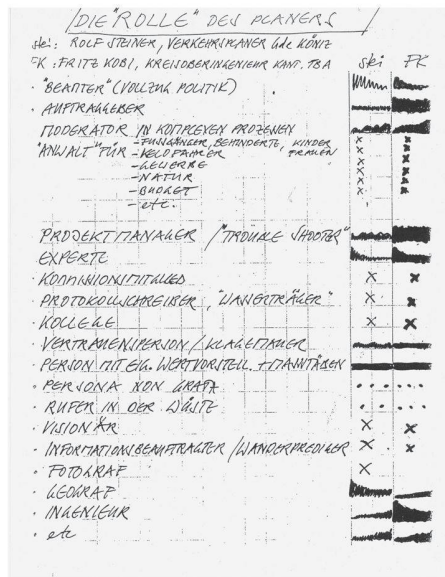 DIE "ROLLE" DES PLANERS
ski: ROLF STEINER, VERKEHRSPLANER Gde KÖNIZ
FK: FRITZ KOBI, KREISOBERINGENIEUR KANT. TBA
ski FK
· "BEAMTER" (VOLLZUG POLITIK)
· AUFTRAGGEBER
MODERATOR IN KOMPLEXEN PROZESSEN
"ANWALT" FÜR - FUSSGÄNGER, BEHINDERTE, KINDER
FRAUEN
- VELOFAHRER
- GEWERBE
- NATUR
- BUDGET
- etc.
PROJEKTMANAGER / "TROUBLE SHOOTER"
EXPERTE
· KOMMISSIONSMITGLIED
· PROTOKOLLSCHREIBER, "WASSERTRÄGER"
· KOLLEGE
· VERTRAUENSPERSON / KLAGEMAUER
· PERSON MIT EIG. WERTVORSTELL. + MASSSTÄBEN
· PERSONA NON GRATA
· RUFER IN DER WÜSTE
· VISIONÄR
· INFORMATIONSBEAUFTRAGTER / WANDERPREDIGER
· FOTOGRAF
· GEOGRAF
· INGENIEUR
· etc